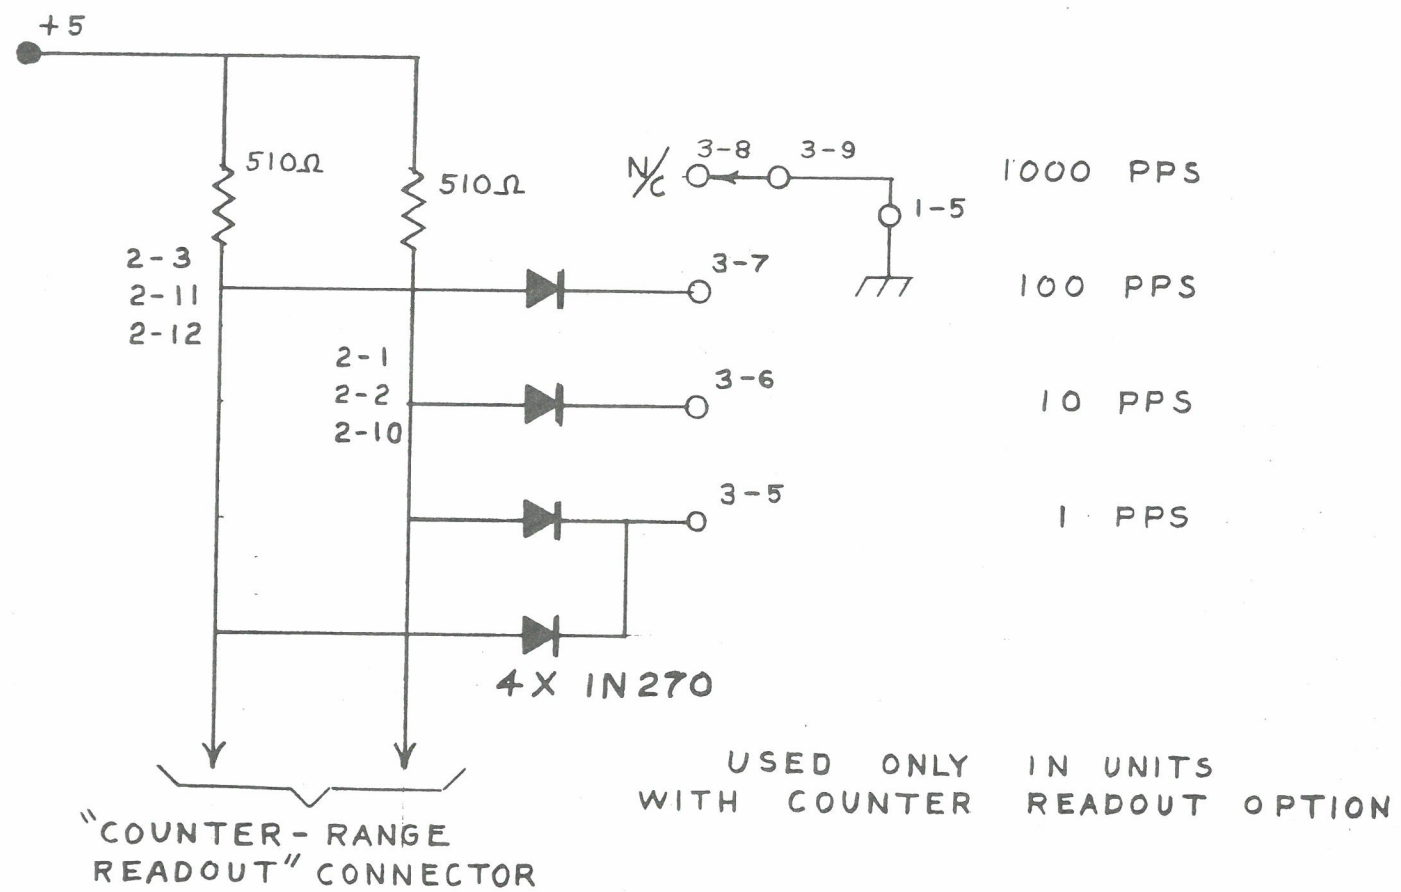 +5
510Ω
510Ω
N/C
3-8
3-9
1-5
1000 PPS
2-3
2-11
2-12
3-7
100 PPS
2-1
2-2
2-10
3-6
10 PPS
3-5
1 PPS
4X IN270
USED ONLY IN UNITS
WITH COUNTER READOUT OPTION
"COUNTER-RANGE
READOUT" CONNECTOR